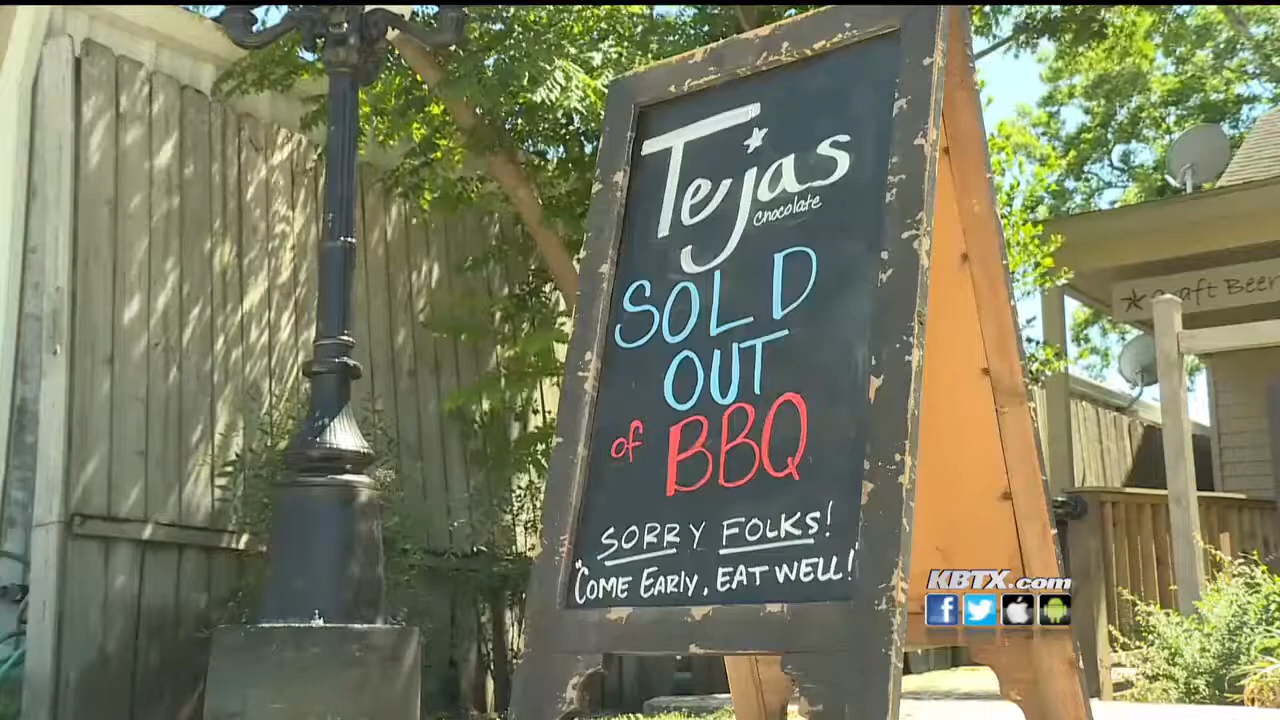 Tejas
chocolate
SOLD
OUT
of BBQ
SORRY FOLKS!
"COME EARLY, EAT WELL!"
Craft Beer
KBTX.com